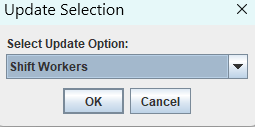 Update Selection
Select Update Option:
Shift Workers
OK Cancel